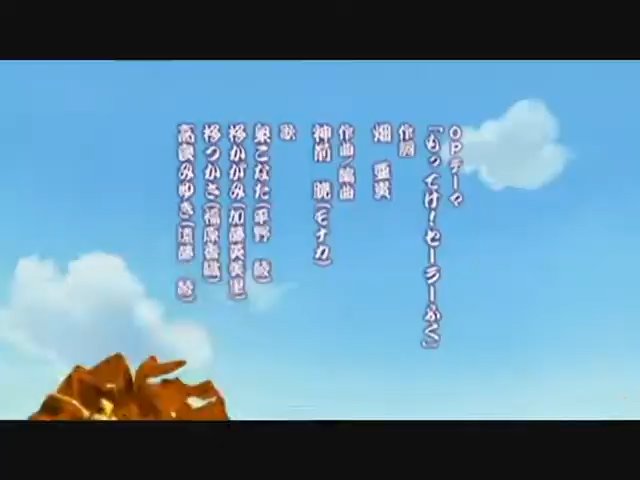 OPテーマ
「もってけ!セーラーふく」
作詞
畑 亜貴
作曲/編曲
神前 暁(モナカ)
歌
泉こなた(平野 綾)
柊かがみ(加藤英美里)
柊つかさ(福原香織)
高良みゆき(遠藤 綾)